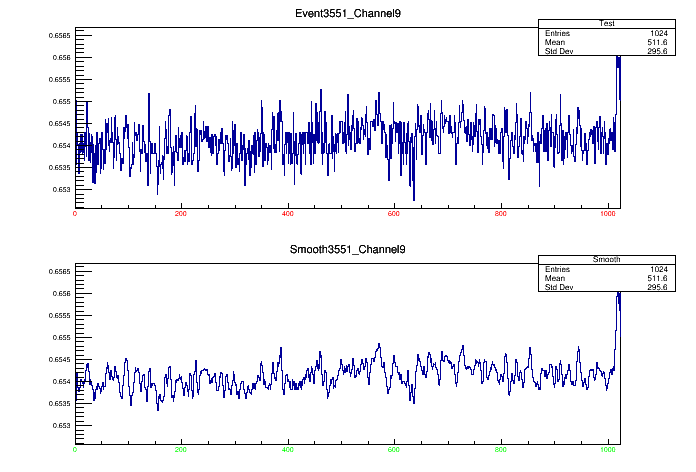 Event3551_Channel9
Test
Entries 1024
Mean 511.6
Std Dev 295.6
0.6565
0.656
0.6555
0.655
0.6545
0.654
0.6535
0.653
0 200 400 600 800 1000
Smooth3551_Channel9
Smooth
Entries 1024
Mean 511.6
Std Dev 295.6
0.6565
0.656
0.6555
0.655
0.6545
0.654
0.6535
0.653
0 200 400 600 800 1000